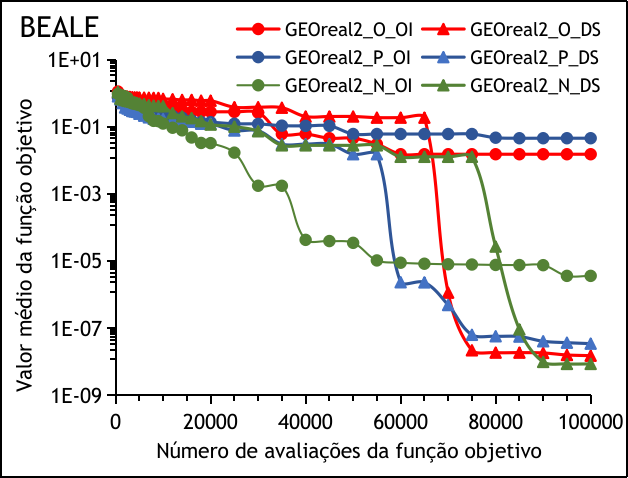 BEALE
GEOreal2_O_OI GEOreal2_O_DS
GEOreal2_P_OI GEOreal2_P_DS
GEOreal2_N_OI GEOreal2_N_DS
Valor médio da função objetivo
1E+01
1E-01
1E-03
1E-05
1E-07
1E-09
0 20000 40000 60000 80000 100000
Número de avaliações da função objetivo